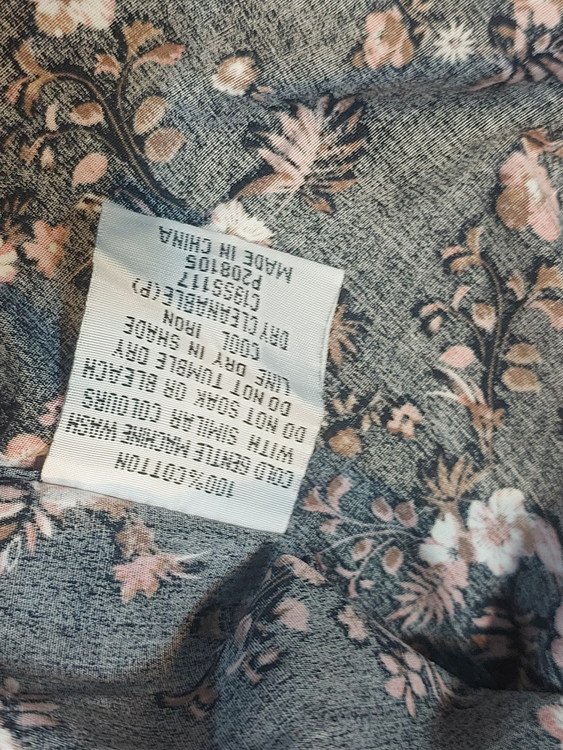 100% COTTON
COLD GENTLE MACHINE WASH
WITH SIMILAR COLOURS
DO NOT SOAK OR BLEACH
DO NOT TUMBLE DRY
LINE DRY IN SHADE
COOL IRON
DRY CLEANABLE(P)
C1955117
P208105
MADE IN CHINA